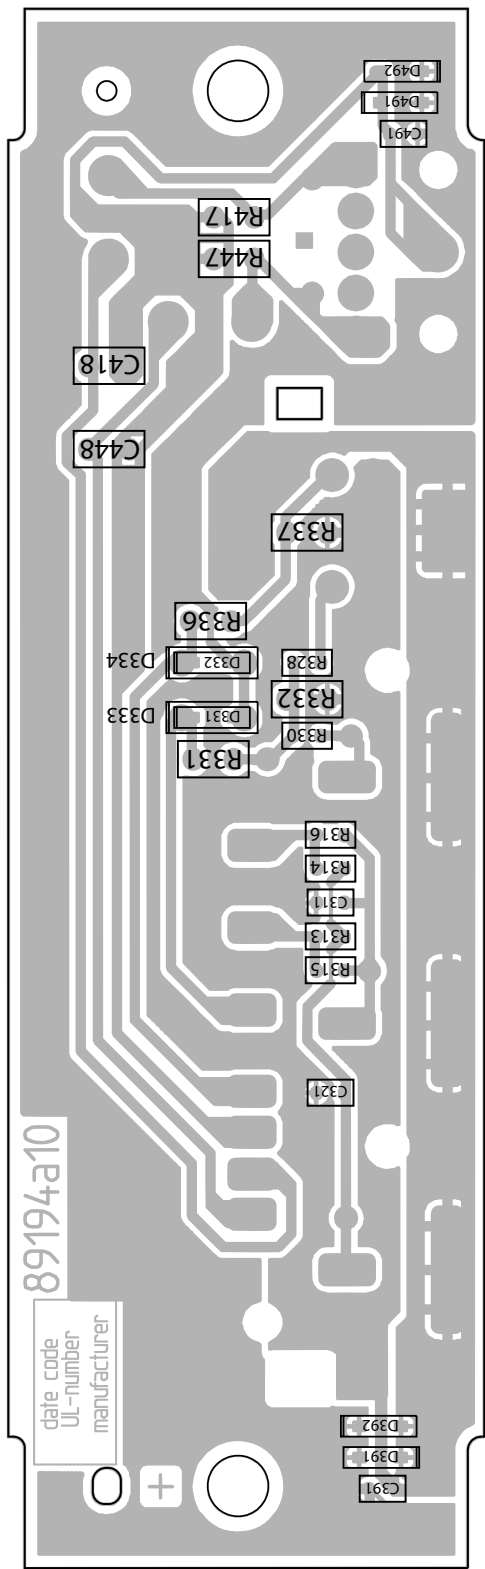 D492
D491
C491
R417
R447
C418
C448
R337
R336
D334
D332
R328
R332
D333
D331
R330
R331
R316
R314
C311
R313
R315
C321
89194a10
date code
UL-number
manufacturer
D392
D391
C391
+